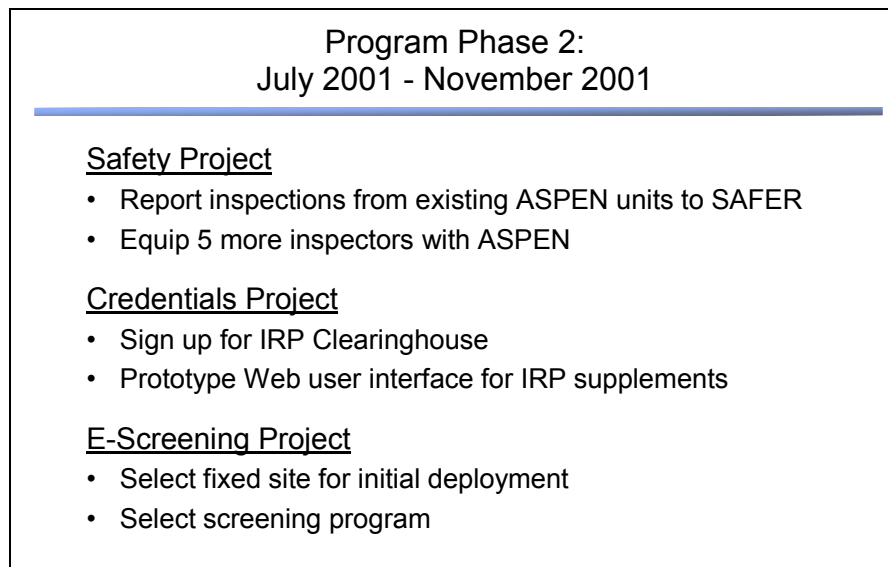 Program Phase 2:
July 2001 - November 2001
Safety Project
• Report inspections from existing ASPEN units to SAFER
• Equip 5 more inspectors with ASPEN
Credentials Project
• Sign up for IRP Clearinghouse
• Prototype Web user interface for IRP supplements
E-Screening Project
• Select fixed site for initial deployment
• Select screening program